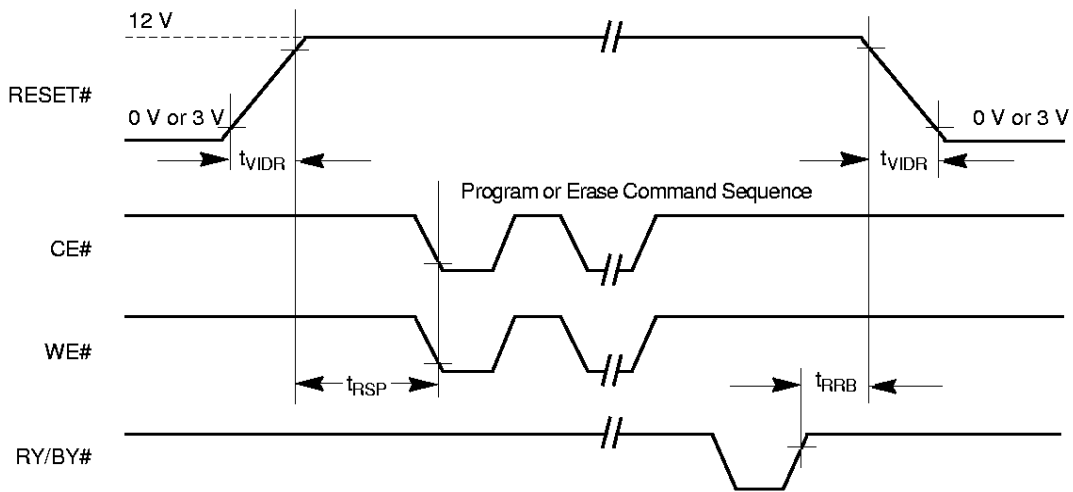 12 V
RESET#
0 V or 3 V
0 V or 3 V
tVIDR
tVIDR
Program or Erase Command Sequence
CE#
WE#
tRSP
tRRB
RY/BY#